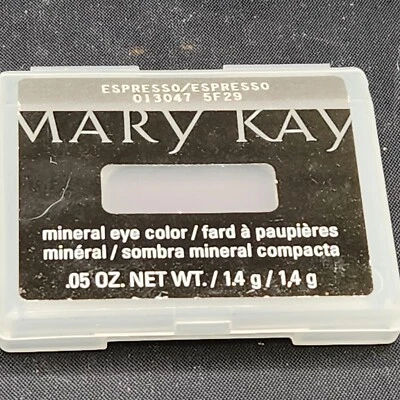 ESPRESSO/ESPRESSO
013047 5F29
MARY KAY
mineral eye color / fard à paupières
minéral / sombra mineral compacta
.05 OZ. NET WT. / 1.4 g / 1,4 g